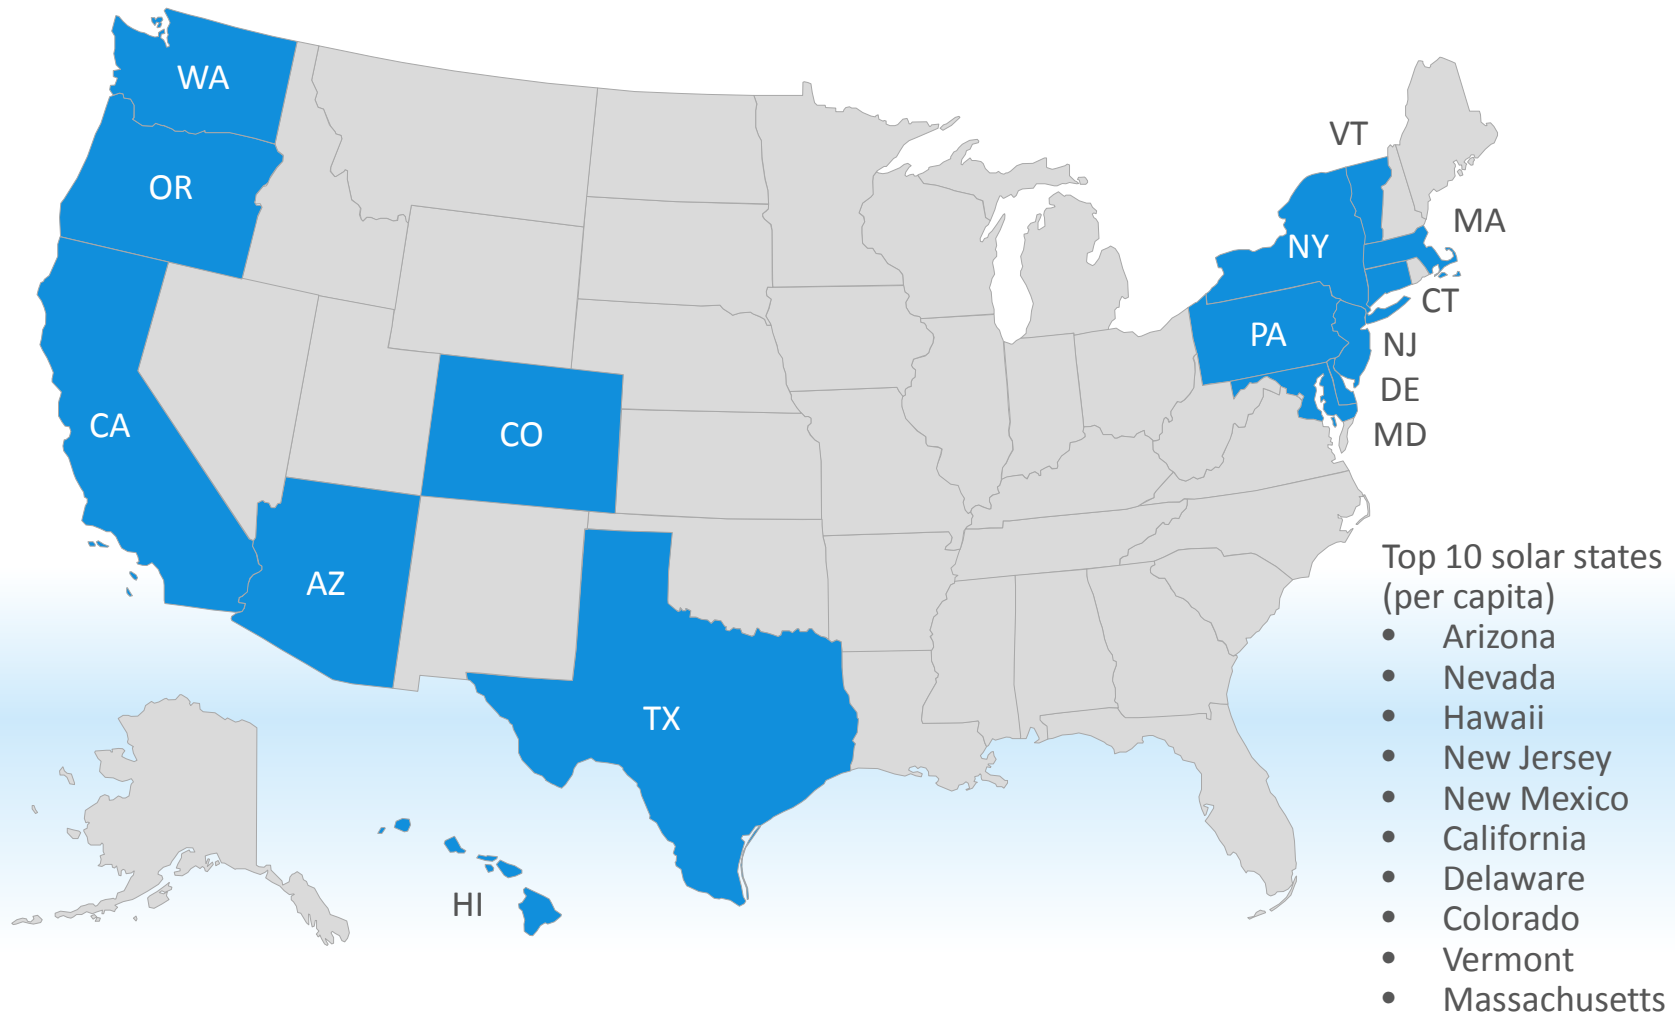 WA
VT
OR
MA
NY
CT
PA
NJ
DE
CA
CO
MD
AZ
TX
HI
Top 10 solar states
(per capita)
• Arizona
• Nevada
• Hawaii
• New Jersey
• New Mexico
• California
• Delaware
• Colorado
• Vermont
• Massachusetts